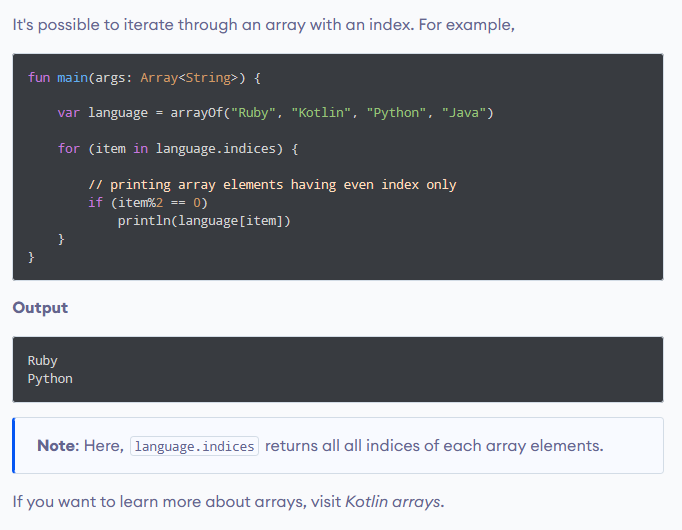 It's possible to iterate through an array with an index. For example,
fun main(args: Array<String>) {
var language = arrayOf("Ruby", "Kotlin", "Python", "Java")
for (item in language.indices) {
// printing array elements having even index only
if (item%2 == 0)
println(language[item])
}
}
Output
Ruby
Python
Note: Here, language.indices returns all all indices of each array elements.
If you want to learn more about arrays, visit Kotlin arrays.